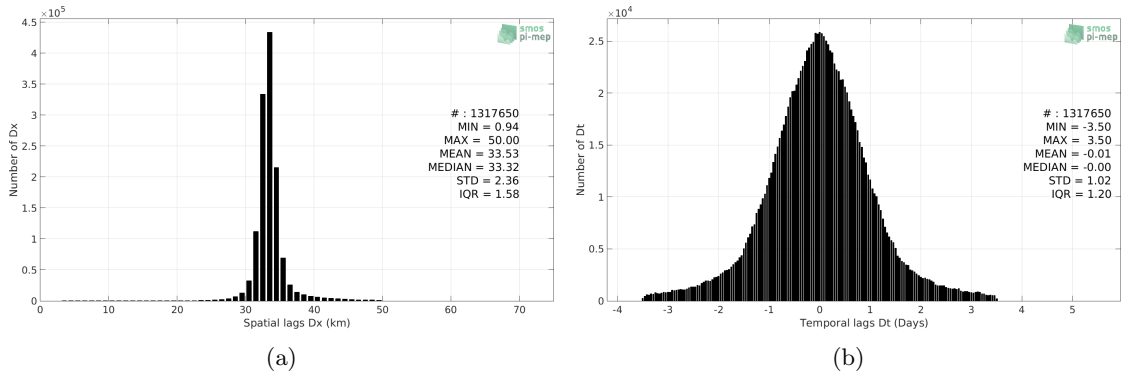 ×10⁵
4.5
4
3.5
3
2.5
2
1.5
1
0.5
0
Number of Dx
smos
pi-mep
# : 1317650
MIN = 0.94
MAX = 50.00
MEAN = 33.53
MEDIAN = 33.32
STD = 2.36
IQR = 1.58
0 10 20 30 40 50 60 70
Spatial lags Dx (km)
(a)
×10⁴
2.5
2
1.5
1
0.5
0
Number of Dt
smos
pi-mep
# : 1317650
MIN = -3.50
MAX = 3.50
MEAN = -0.01
MEDIAN = -0.00
STD = 1.02
IQR = 1.20
-4 -3 -2 -1 0 1 2 3 4 5
Temporal lags Dt (Days)
(b)